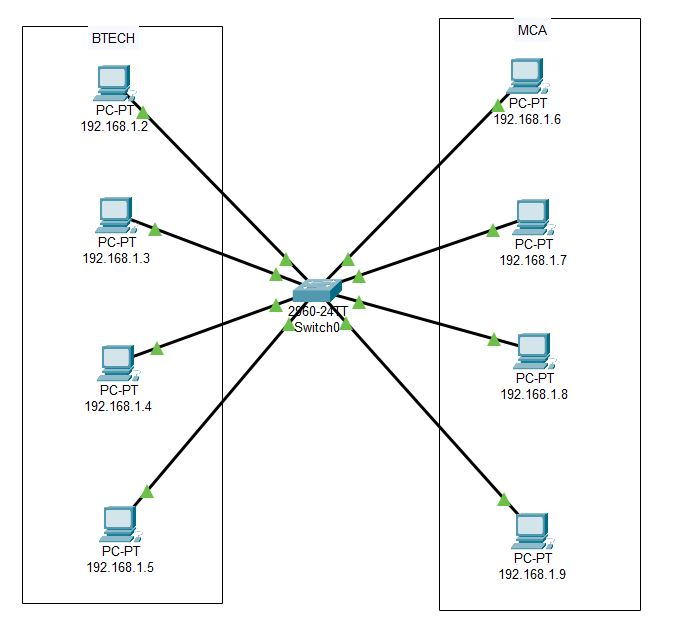 BTECH
PC-PT
192.168.1.2
PC-PT
192.168.1.3
PC-PT
192.168.1.4
PC-PT
192.168.1.5
2960-24TT
Switch0
MCA
PC-PT
192.168.1.6
PC-PT
192.168.1.7
PC-PT
192.168.1.8
PC-PT
192.168.1.9